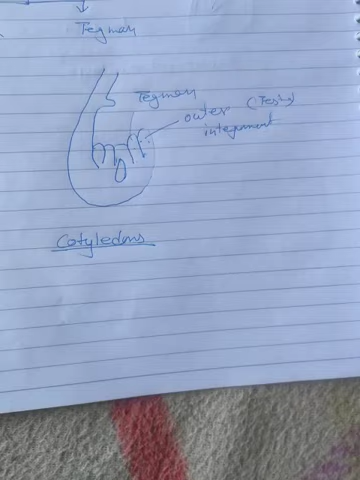 Tegmen
Tegmen
outer (Testa)
integument
Cotyledons